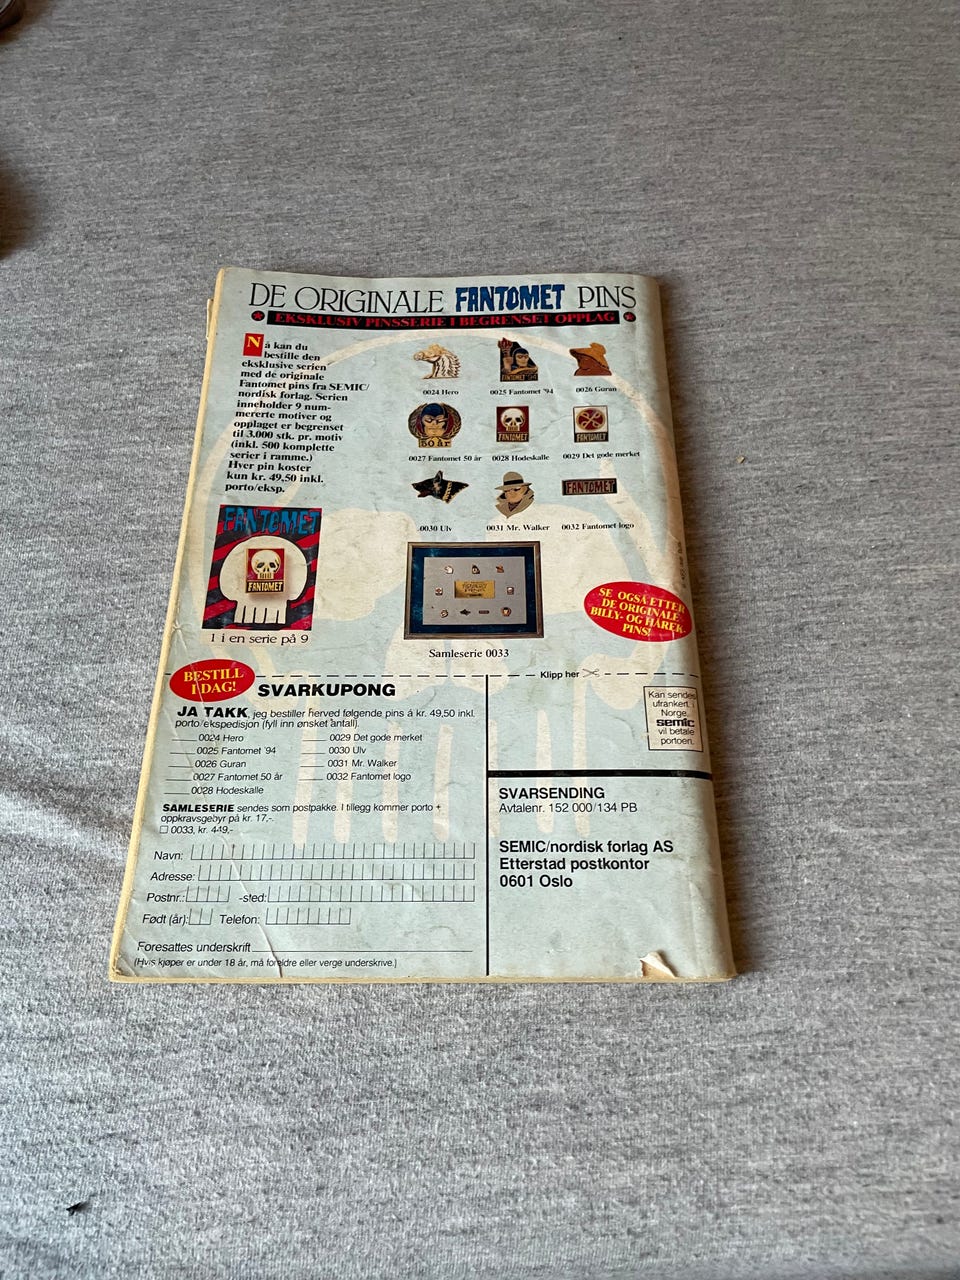 DE ORIGINALE FANTOMET PINS
EKSKLUSIV PINSSERIE I BEGRENSET OPPLAG
Nå kan du
bestille den
eksklusive serien
med de originale
Fantomet pins fra SEMIC/
nordisk forlag. Serien
inneholder 9 num-
mererte motiver og
opplaget er begrenset
til 3.000 stk. pr. motiv
(inkl. 500 komplette
serier i ramme.)
Hver pin koster
kun kr. 49,50 inkl.
porto/eksp.
0024 Hero
FANTOMET '94
0025 Fantomet '94
0026 Guran
50 år
0027 Fantomet 50 år
FANTOMET
0028 Hodeskalle
FANTOMET
0029 Det gode merket
0030 Ulv
0031 Mr. Walker
FANTOMET
0032 Fantomet logo
FANTOMET
FANTOMET
1 i en serie på 9
Samleserie 0033
SE OGSÅ ETTER
DE ORIGINALE
BILLY- OG HÅREK-
PINS!
BESTILL
I DAG!
SVARKUPONG
JA TAKK, jeg bestiller herved følgende pins à kr. 49,50 inkl.
porto/ekspedisjon (fyll inn ønsket antall).
0024 Hero
0025 Fantomet '94
0026 Guran
0027 Fantomet 50 år
0028 Hodeskalle
0029 Det gode merket
0030 Ulv
0031 Mr. Walker
0032 Fantomet logo
SAMLESERIE sendes som postpakke. I tillegg kommer porto +
oppkravsgebyr på kr. 17,-.
0033, kr. 449,-
Navn:
Adresse:
Postnr.: -sted:
Født (år): Telefon:
Foresattes underskrift
(Hvis kjøper er under 18 år, må foreldre eller verge underskrive.)
Klipp her
Kan sendes
ufrankert i
Norge.
semic
vil betale
portoen.
SVARSENDING
Avtalenr. 152 000/134 PB
SEMIC/nordisk forlag AS
Etterstad postkontor
0601 Oslo